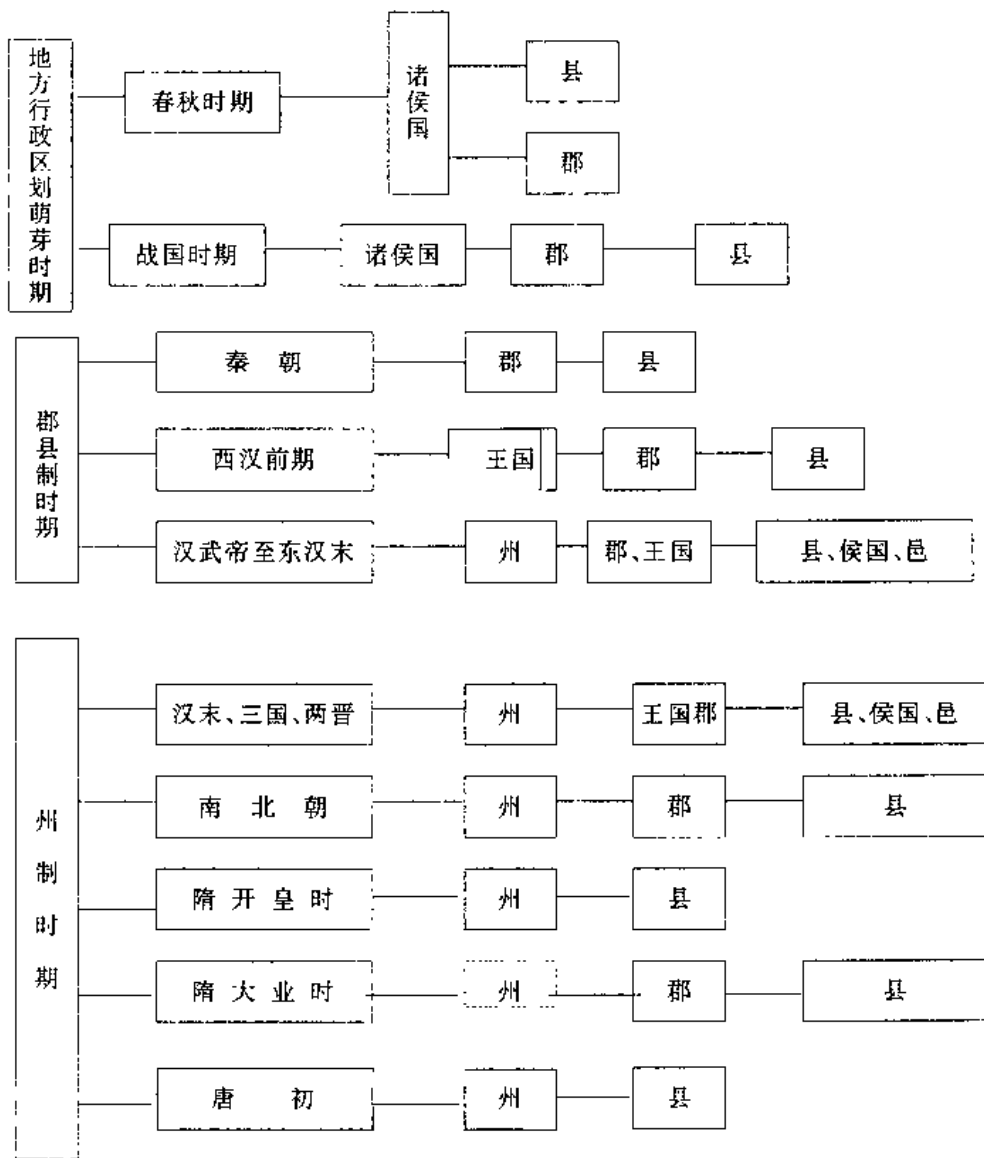 地方行政区划萌芽时期
春秋时期
诸侯国
县
郡
战国时期 诸侯国 郡 县
郡县制时期
秦 朝 郡 县
西汉前期 王国 郡 县
汉武帝至东汉末 州 郡、王国 县、侯国、邑
州制时期
汉末、三国、两晋 州 王国郡 县、侯国、邑
南 北 朝 州 郡 县
隋 开 皇 时 州 县
隋 大 业 时 州 郡 县
唐 初 州 县